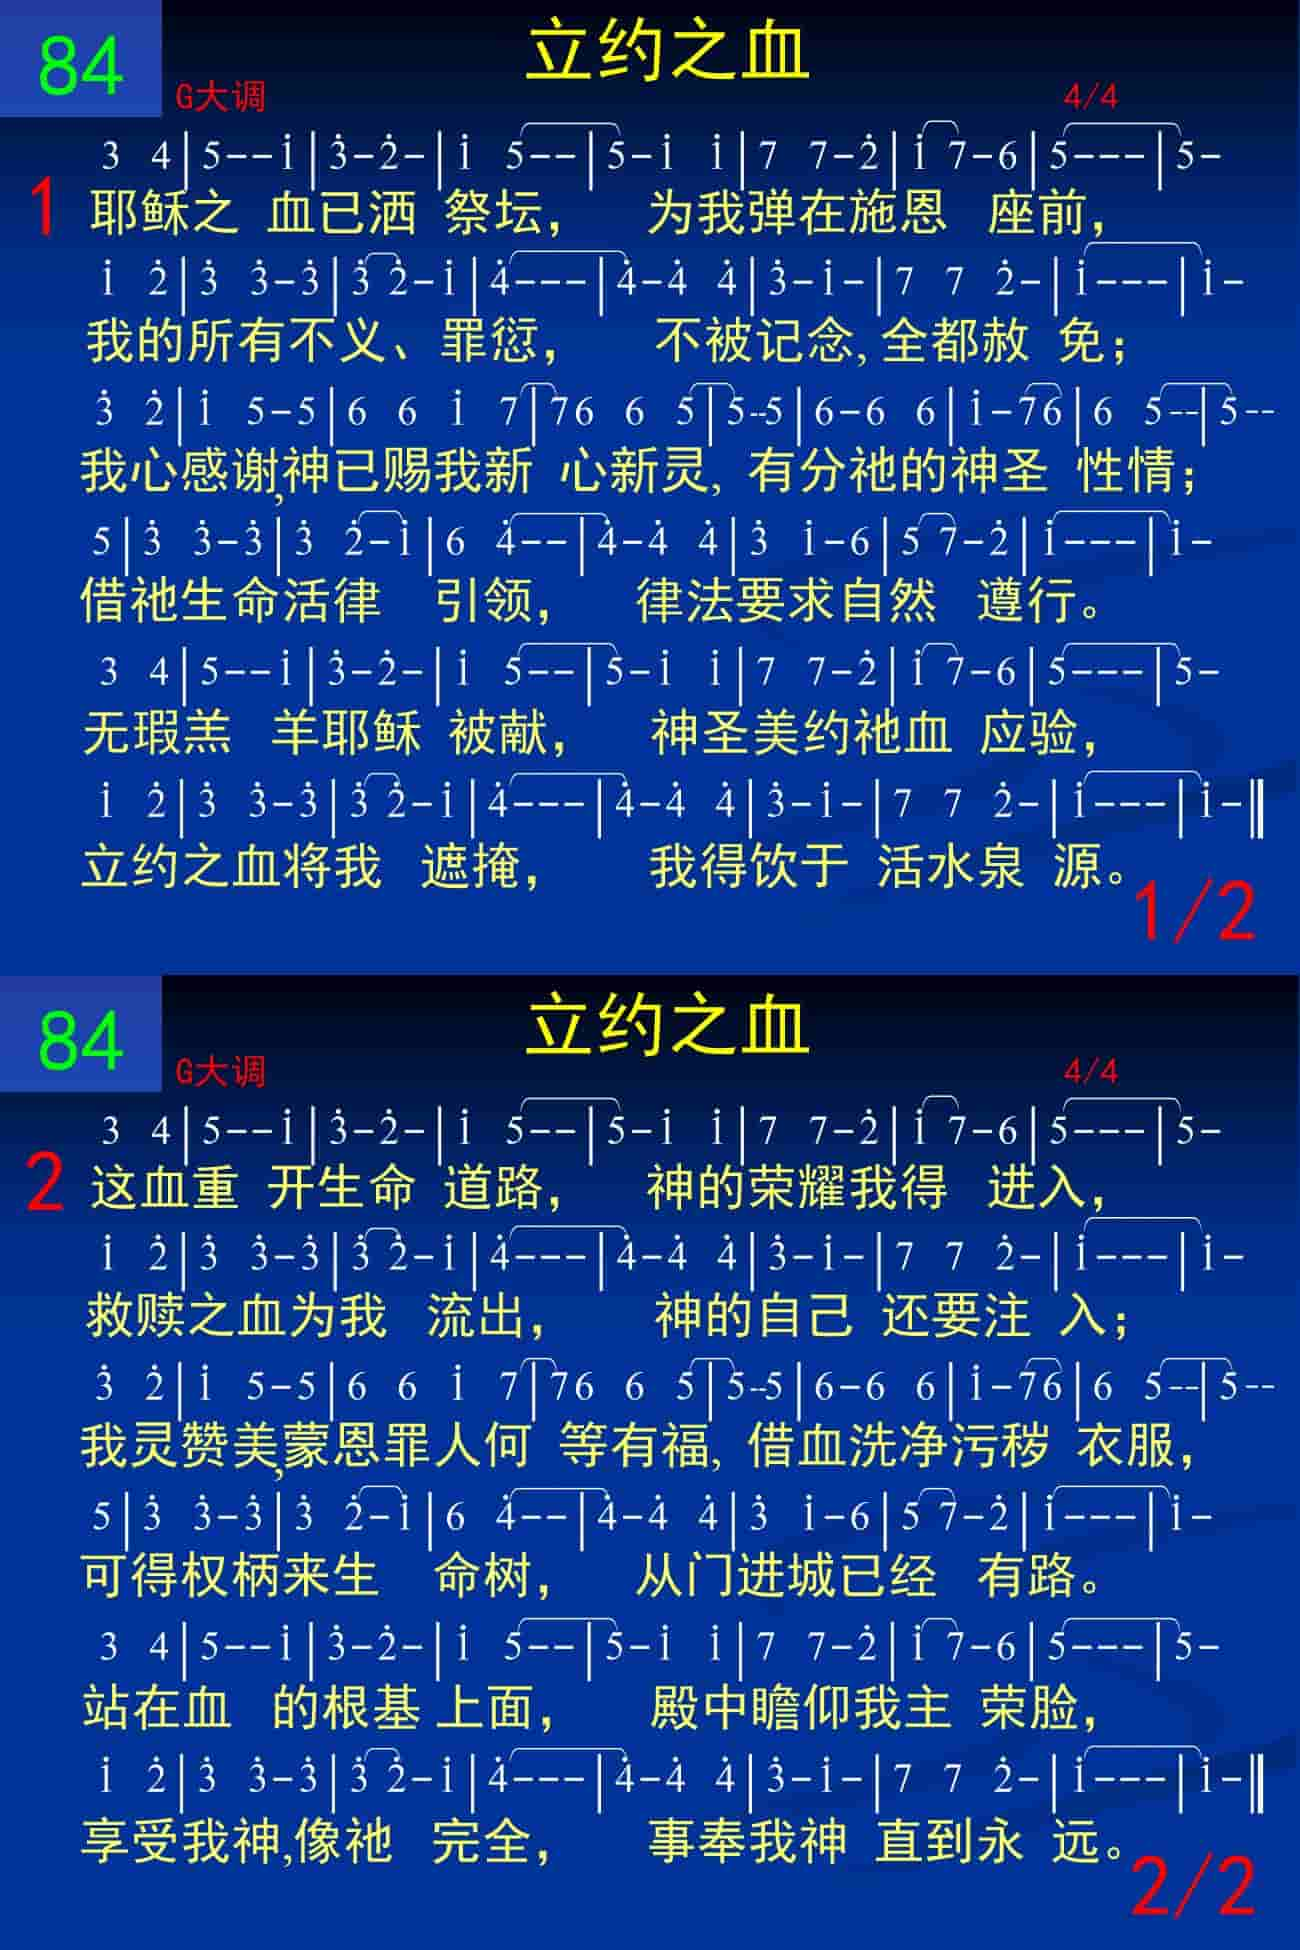 84
立约之血
G大调 4/4
3 4|5--i|3̇-2̇-|i 5--|5-i i|7 7-2̇|i 7-6|5---|5-
1 耶稣之 血已洒 祭坛， 为我弹在施恩 座前，
i 2̇|3̇ 3̇-3̇|3̇ 2̇-i|4̇---|4̇-4̇ 4̇|3̇-i-|7 7 2̇-|i---|i-
我的所有不义、罪愆， 不被记念,全都赦 免；
3̇ 2̇|i 5-5|6 6 i 7|76 6 5|5--5|6-6 6|i-76|6 5--|5--
我心感谢,神已赐我新 心新灵, 有分祂的神圣 性情；
5|3̇ 3̇-3̇|3̇ 2̇-i|6 4̇--|4̇-4̇ 4̇|3̇ i-6|5 7-2̇|i---|i-
借祂生命活律 引领， 律法要求自然 遵行。
3 4|5--i|3̇-2̇-|i 5--|5-i i|7 7-2̇|i 7-6|5---|5-
无瑕羔 羊耶稣 被献， 神圣美约祂血 应验，
i 2̇|3̇ 3̇-3̇|3̇ 2̇-i|4̇---|4̇-4̇ 4̇|3̇-i-|7 7 2̇-|i---|i-‖
立约之血将我 遮掩， 我得饮于 活水泉 源。
1/2
84
立约之血
G大调 4/4
3 4|5--i|3̇-2̇-|i 5--|5-i i|7 7-2̇|i 7-6|5---|5-
2 这血重 开生命 道路， 神的荣耀我得 进入，
i 2̇|3̇ 3̇-3̇|3̇ 2̇-i|4̇---|4̇-4̇ 4̇|3̇-i-|7 7 2̇-|i---|i-
救赎之血为我 流出， 神的自己 还要注 入；
3̇ 2̇|i 5-5|6 6 i 7|76 6 5|5--5|6-6 6|i-76|6 5--|5--
我灵赞美,蒙恩罪人何 等有福, 借血洗净污秽 衣服，
5|3̇ 3̇-3̇|3̇ 2̇-i|6 4̇--|4̇-4̇ 4̇|3̇ i-6|5 7-2̇|i---|i-
可得权柄来生 命树， 从门进城已经 有路。
3 4|5--i|3̇-2̇-|i 5--|5-i i|7 7-2̇|i 7-6|5---|5-
站在血 的根基 上面， 殿中瞻仰我主 荣脸，
i 2̇|3̇ 3̇-3̇|3̇ 2̇-i|4̇---|4̇-4̇ 4̇|3̇-i-|7 7 2̇-|i---|i-‖
享受我神,像祂 完全， 事奉我神 直到永 远。
2/2